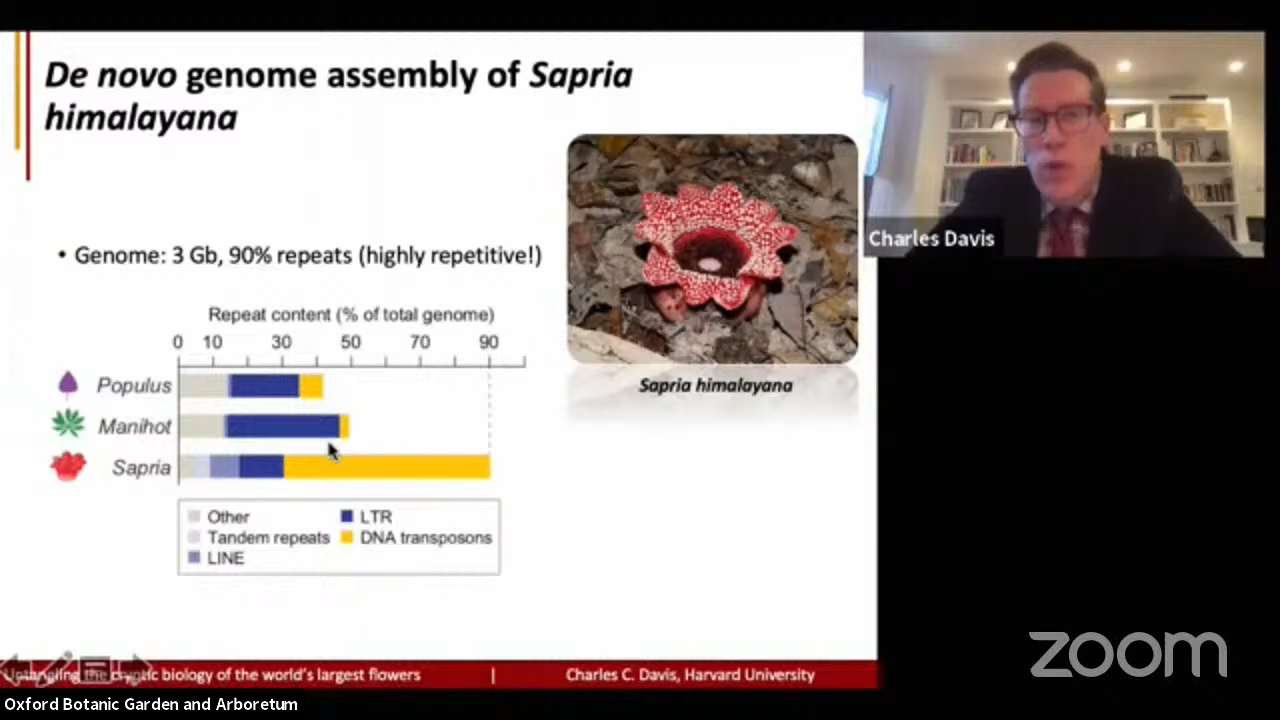 De novo genome assembly of Sapria
himalayana
• Genome: 3 Gb, 90% repeats (highly repetitive!)
Repeat content (% of total genome)
0 10 30 50 70 90
Populus
Manihot
Sapria
Other
LTR
Tandem repeats
DNA transposons
LINE
Sapria himalayana
Charles Davis
Untangling the cryptic biology of the world's largest flowers | Charles C. Davis, Harvard University
zoom
Oxford Botanic Garden and Arboretum